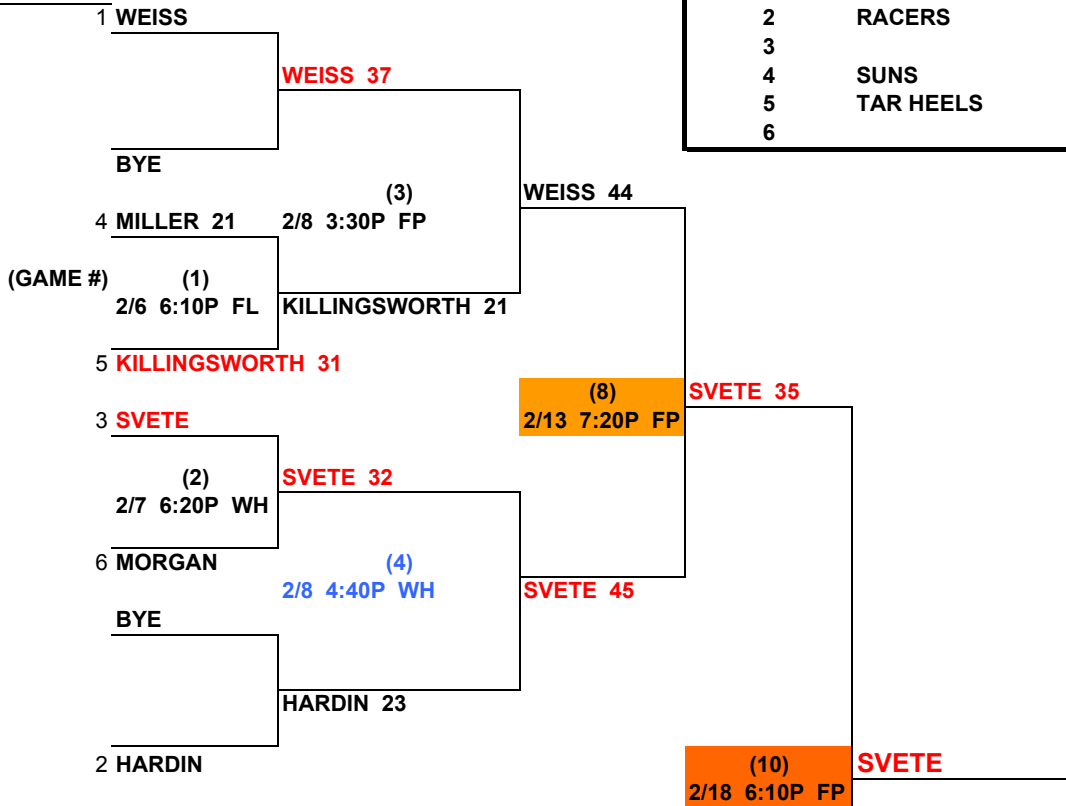 1 WEISS
2 RACERS
3
WEISS 37
4 SUNS
5 TAR HEELS
6
BYE
(3)
WEISS 44
4 MILLER 21
2/8 3:30P FP
(GAME #)
(1)
2/6 6:10P FL
KILLINGSWORTH 21
5 KILLINGSWORTH 31
(8)
SVETE 35
3 SVETE
2/13 7:20P FP
(2)
SVETE 32
2/7 6:20P WH
6 MORGAN
(4)
2/8 4:40P WH
SVETE 45
BYE
HARDIN 23
2 HARDIN
(10)
SVETE
2/18 6:10P FP